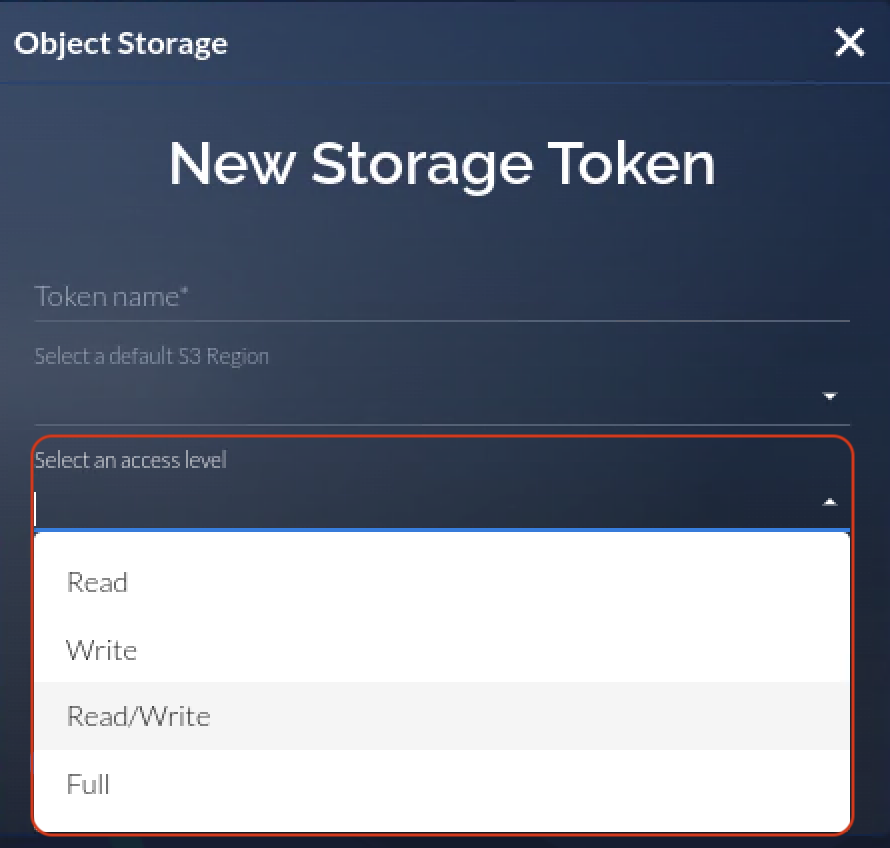 Object Storage
New Storage Token
Token name*
Select a default S3 Region
Select an access level
Read
Write
Read/Write
Full